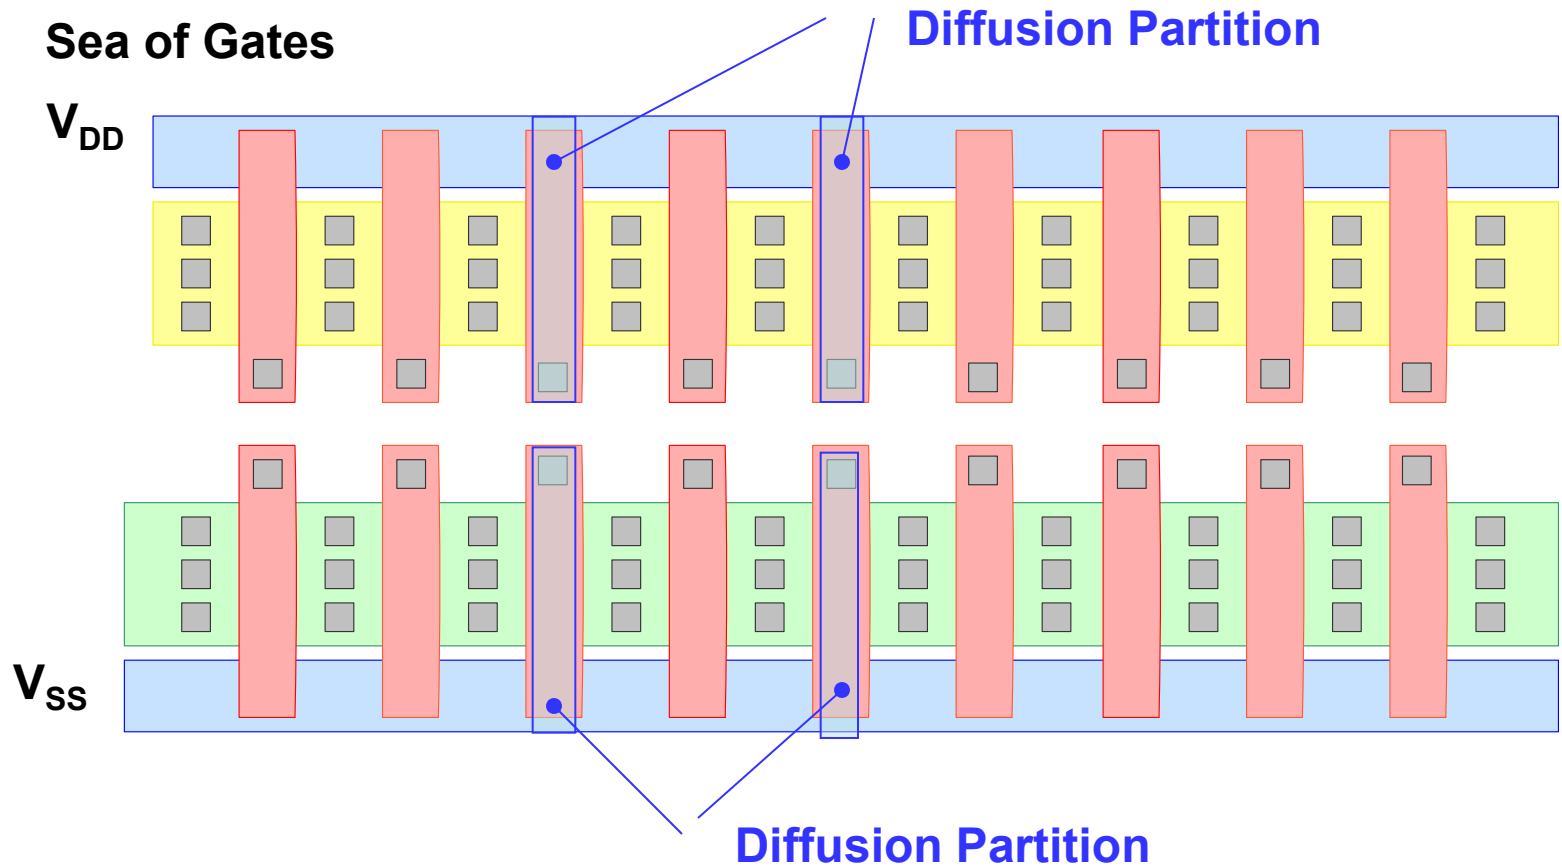 Sea of Gates
Diffusion Partition
VDD
VSS
Diffusion Partition